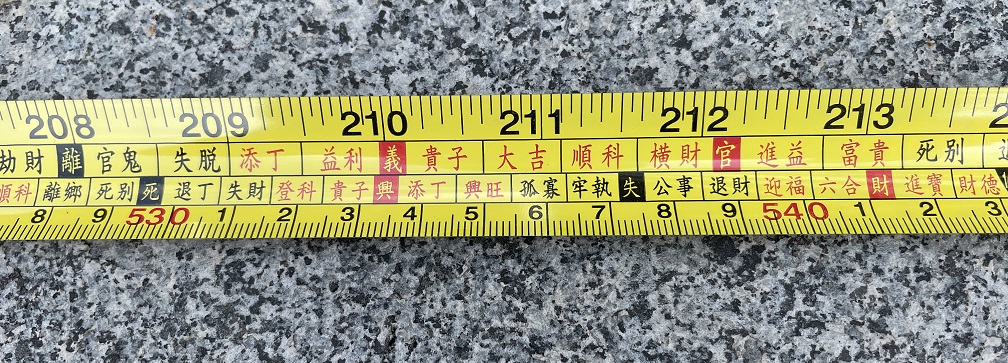 208 209 210 211 212 213
劫財 離 官鬼 失脱 添丁 益利 義 貴子 大吉 順科 橫財 官 進益 富貴 死别
順科 離鄉 死别 死 退丁 失財 登科 貴子 興 添丁 興旺 孤寡 牢執 失 公事 退財 迎福 六合 財 進寶 財德
8 9 530 1 2 3 4 5 6 7 8 9 540 1 2 3